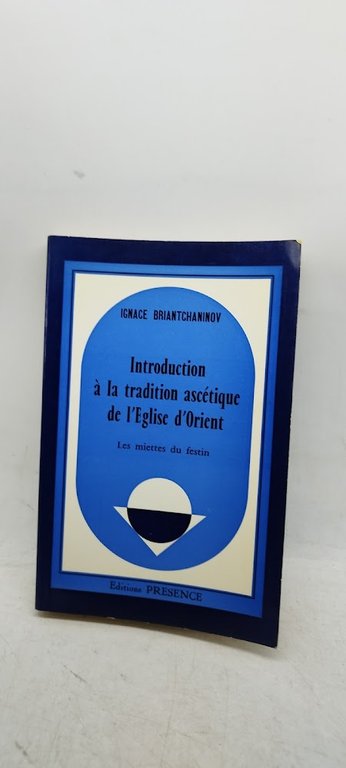 IGNACE BRIANTCHANINOV
Introduction
à la tradition ascétique
de l'Eglise d'Orient
Les miettes du festin
Editions PRESENCE